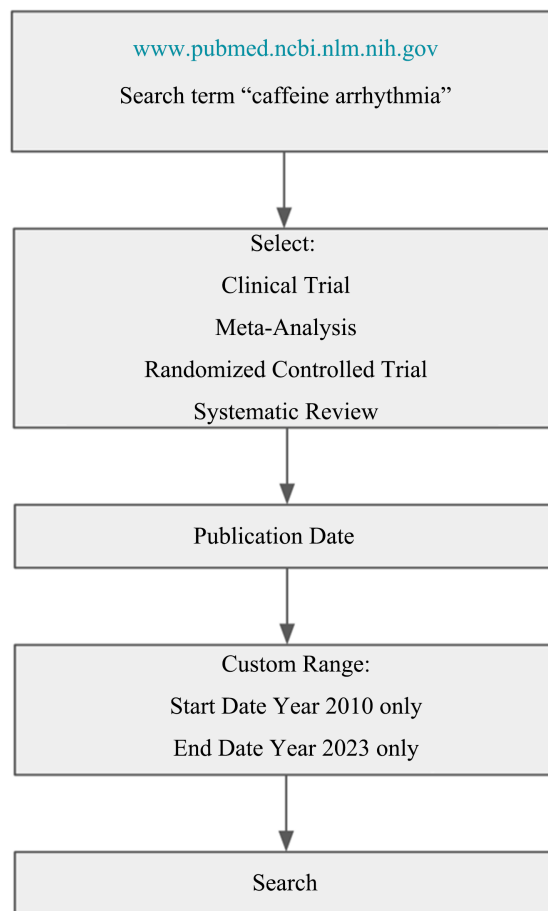 www.pubmed.ncbi.nlm.nih.gov
Search term “caffeine arrhythmia”
Select:
Clinical Trial
Meta-Analysis
Randomized Controlled Trial
Systematic Review
Publication Date
Custom Range:
Start Date Year 2010 only
End Date Year 2023 only
Search